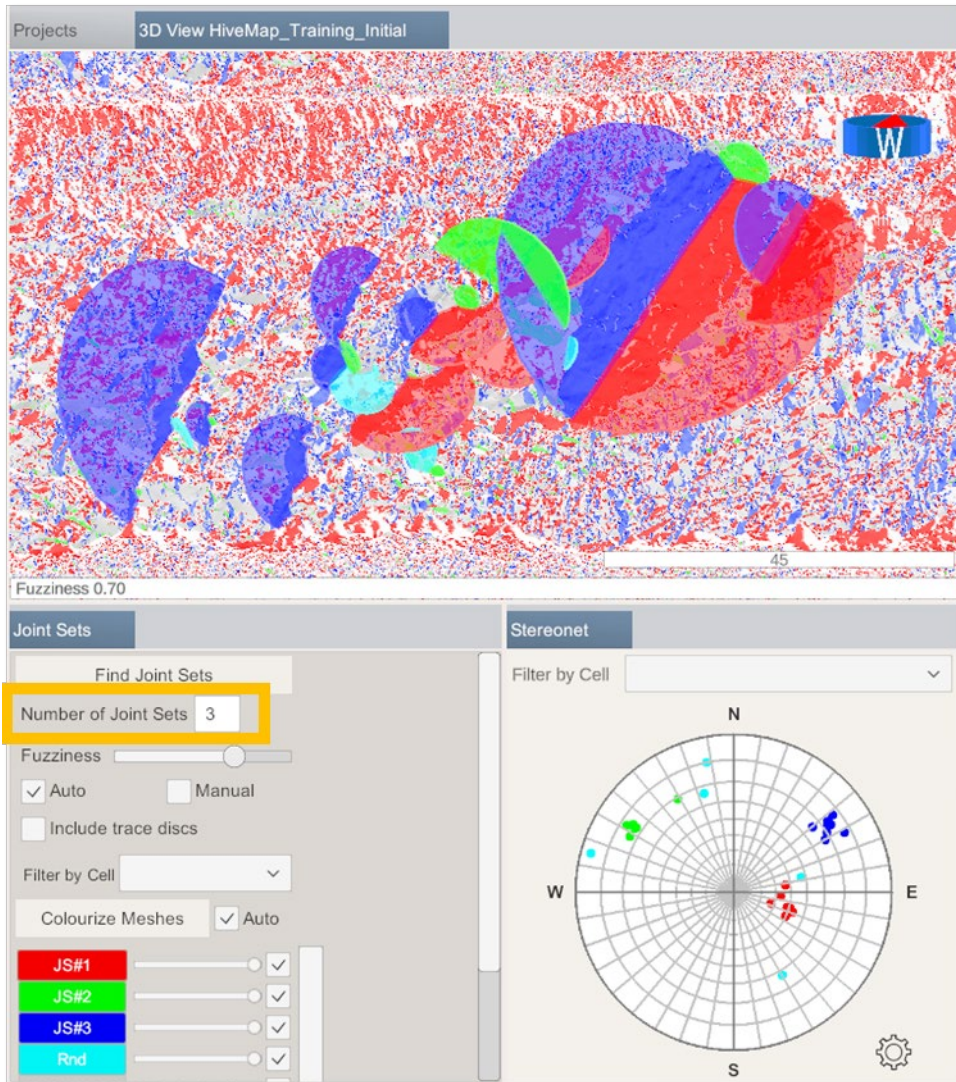 Projects
3D View HiveMap_Training_Initial
W
45
Fuzziness 0.70
Joint Sets
Find Joint Sets
Number of Joint Sets 3
Fuzziness
Auto Manual
Include trace discs
Filter by Cell
Colourize Meshes Auto
JS#1
JS#2
JS#3
Rnd
Stereonet
Filter by Cell
N
W E
S